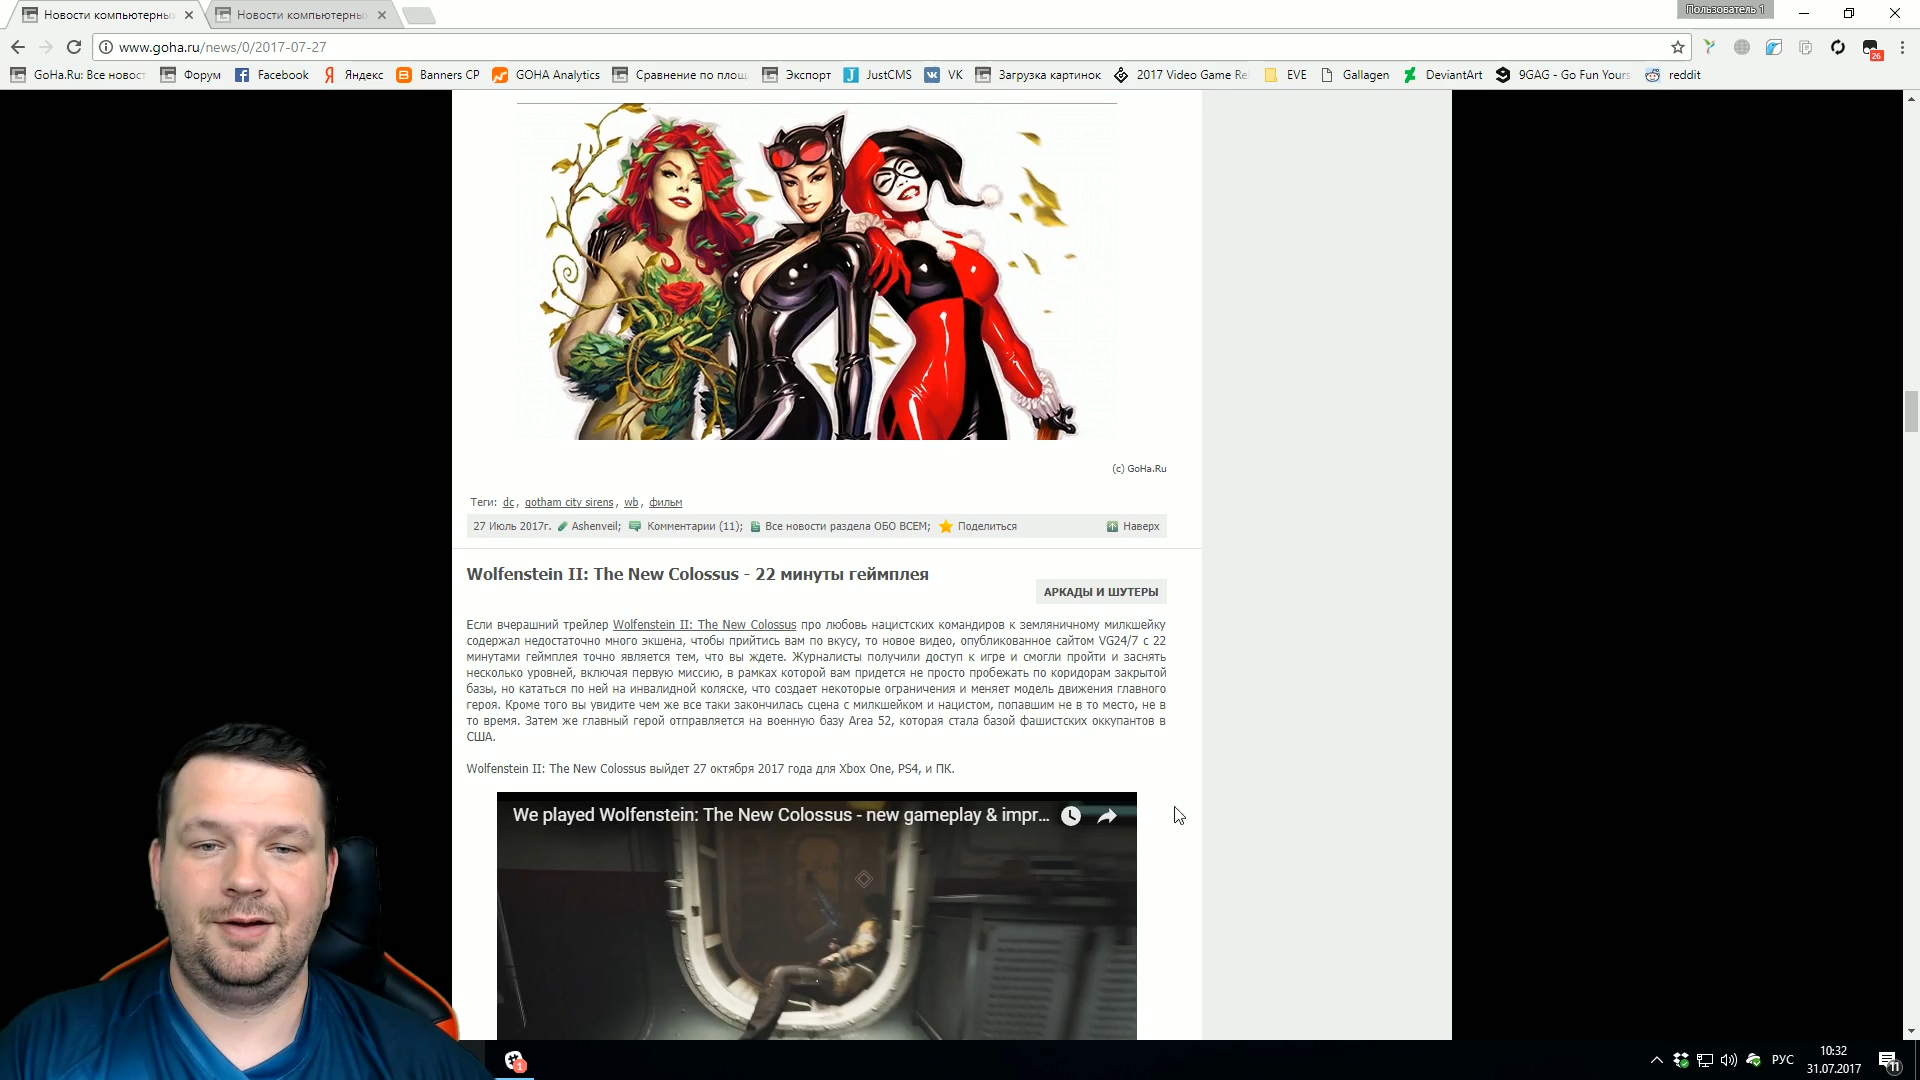 Новости компьютерны
Новости компьютерны
Пользователь 1
www.goha.ru/news/0/2017-07-27
26
GoHa.Ru: Все новост
Форум
Facebook
Яндекс
Banners CP
GOHA Analytics
Сравнение по площ
Экспорт
JustCMS
VK
Загрузка картинок
2017 Video Game Rel
EVE
Gallagen
DeviantArt
9GAG - Go Fun Yours
reddit
(c) GoHa.Ru
Теги: dc, gotham city sirens, wb, фильм
27 Июль 2017г. Ashenveil; Комментарии (11); Все новости раздела ОБО ВСЕМ; Поделиться Наверх
Wolfenstein II: The New Colossus - 22 минуты геймплея
АРКАДЫ И ШУТЕРЫ
Если вчерашний трейлер Wolfenstein II: The New Colossus про любовь нацистских командиров к земляничному милкшейку
содержал недостаточно много экшена, чтобы прийтись вам по вкусу, то новое видео, опубликованное сайтом VG24/7 с 22
минутами геймплея точно является тем, что вы ждете. Журналисты получили доступ к игре и смогли пройти и заснять
несколько уровней, включая первую миссию, в рамках которой вам придется не просто пробежать по коридорам закрытой
базы, но кататься по ней на инвалидной коляске, что создает некоторые ограничения и меняет модель движения главного
героя. Кроме того вы увидите чем же все таки закончилась сцена с милкшейком и нацистом, попавшим не в то место, не в
то время. Затем же главный герой отправляется на военную базу Area 52, которая стала базой фашистских оккупантов в
США.
Wolfenstein II: The New Colossus выйдет 27 октября 2017 года для Xbox One, PS4, и ПК.
We played Wolfenstein: The New Colossus - new gameplay & impr...
1
РУС
10:32
31.07.2017
11